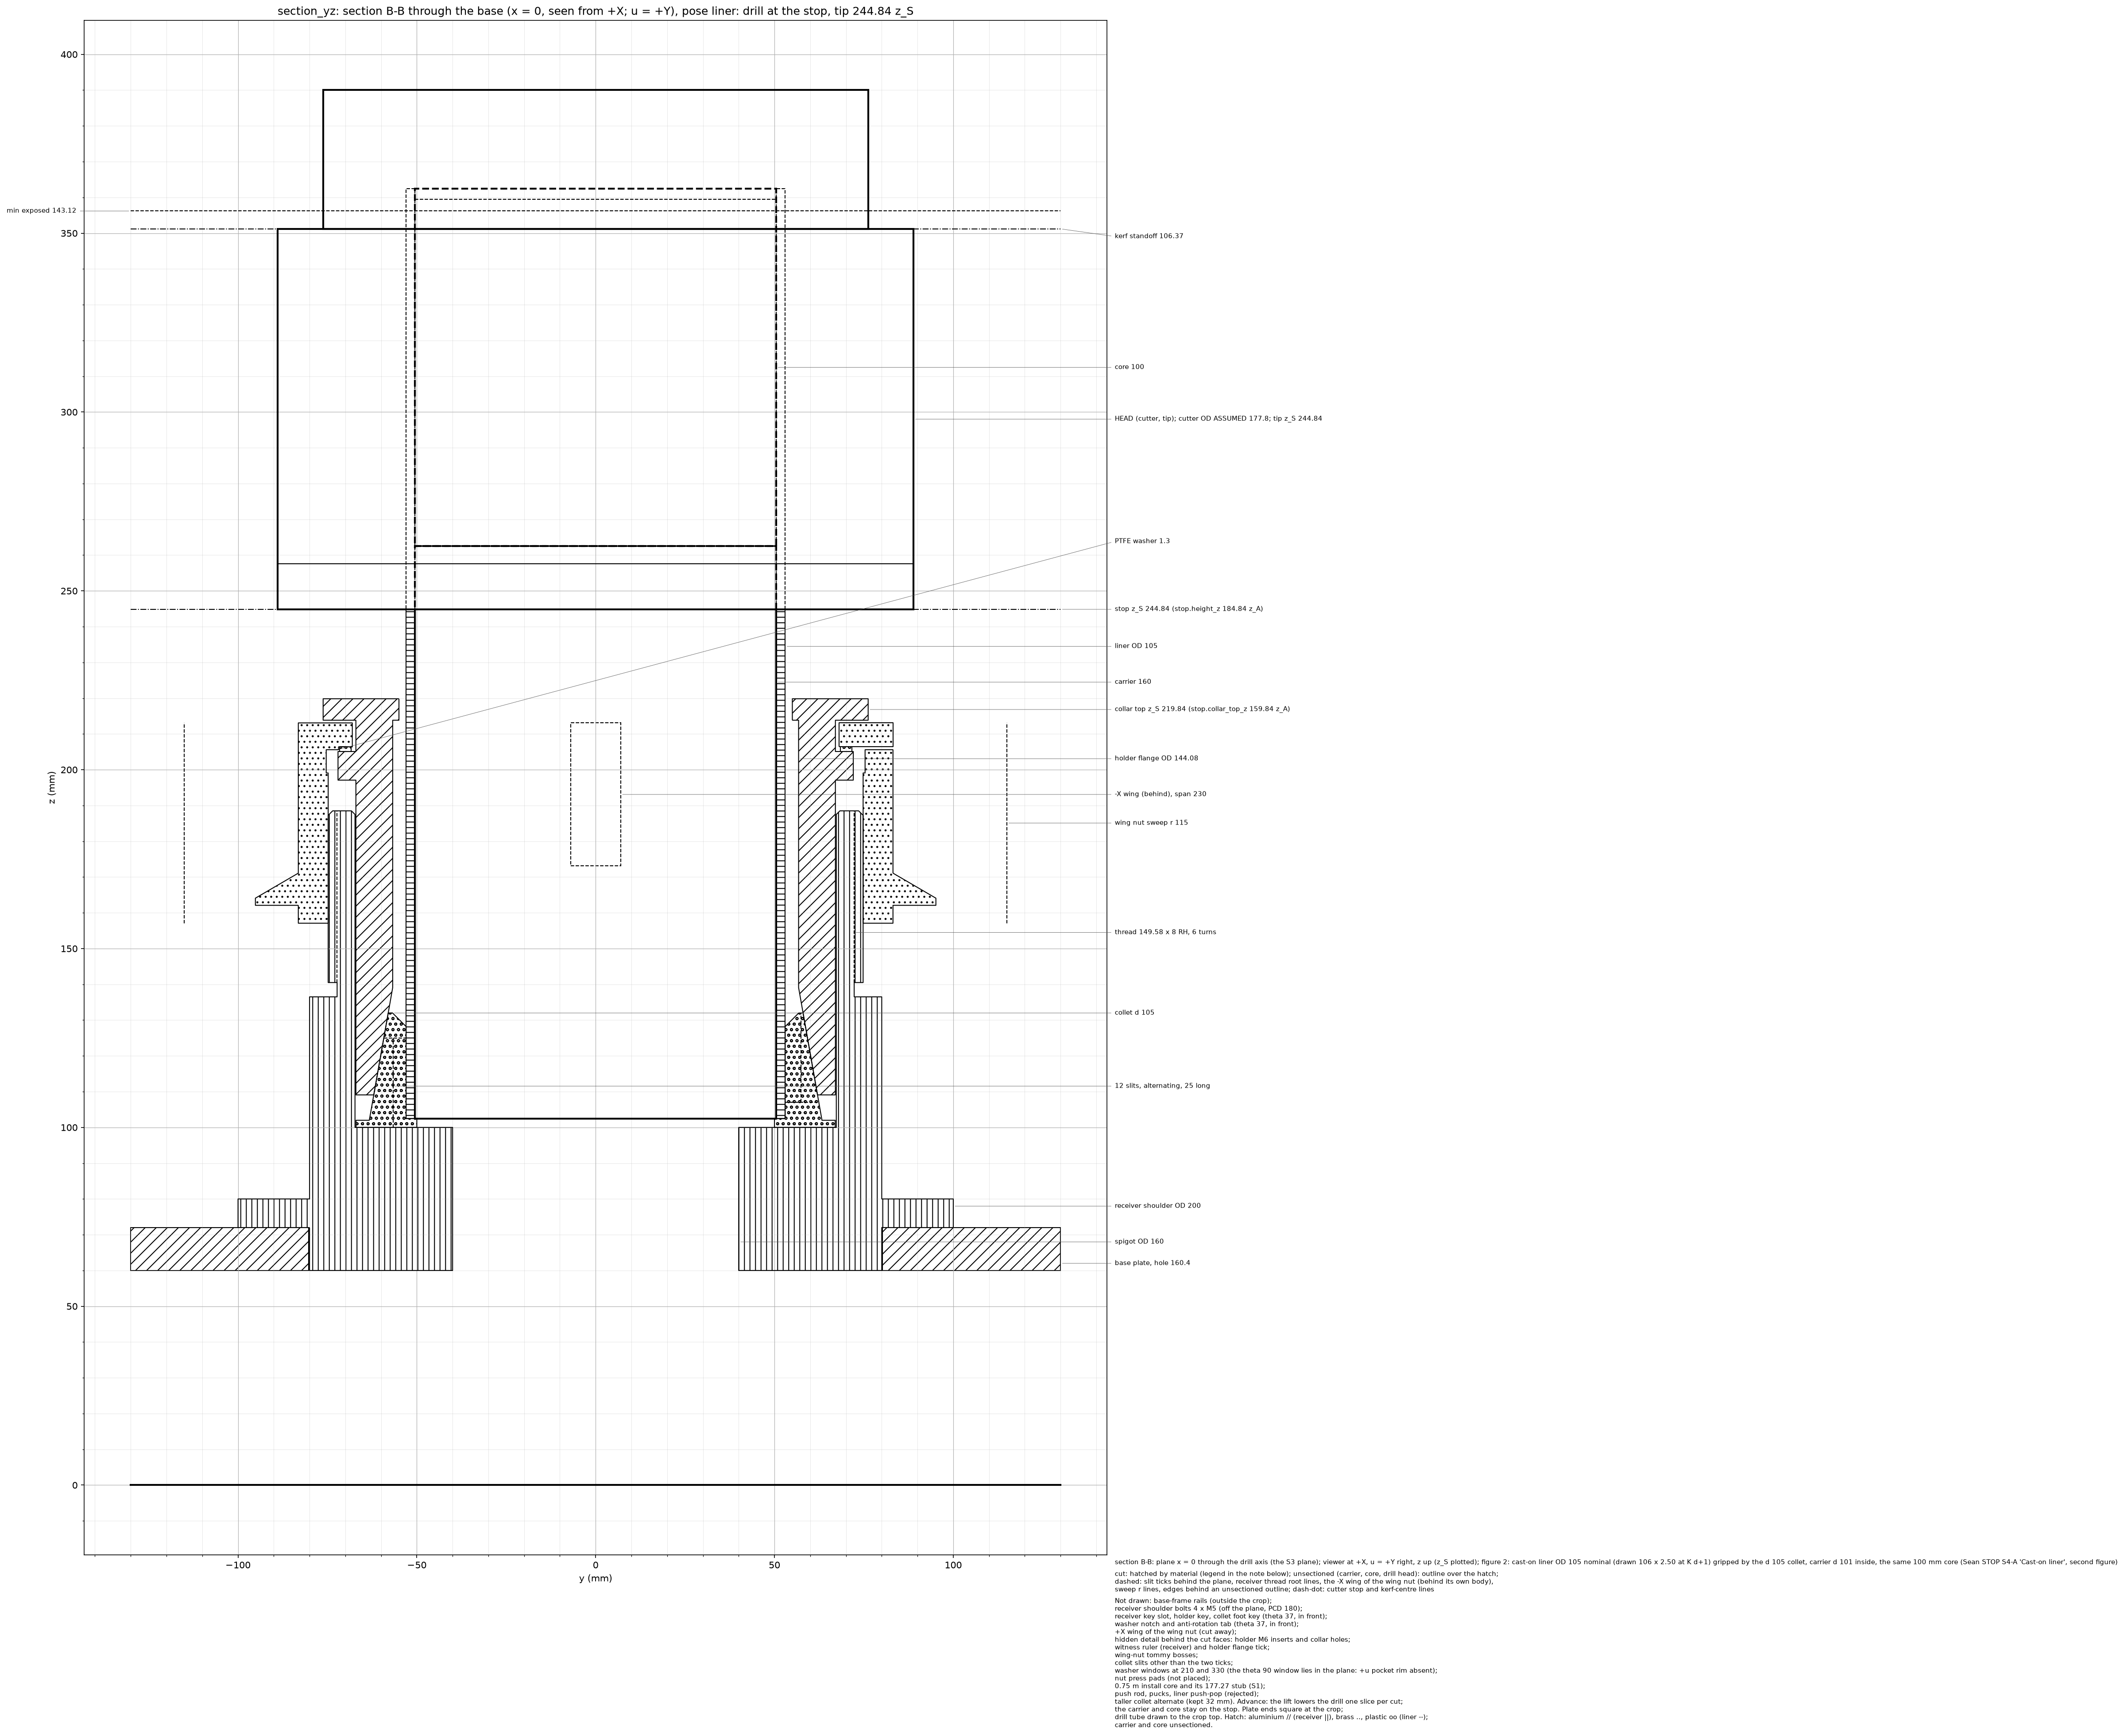 section_yz: section B-B through the base (x = 0, seen from +X; u = +Y), pose liner: drill at the stop, tip 244.84 z_S
400
350
300
250
200
150
100
50
0
z (mm)
−100
−50
0
50
100
y (mm)
min exposed 143.12
kerf standoff 106.37
core 100
HEAD (cutter, tip); cutter OD ASSUMED 177.8; tip z_S 244.84
PTFE washer 1.3
stop z_S 244.84 (stop.height_z 184.84 z_A)
liner OD 105
carrier 160
collar top z_S 219.84 (stop.collar_top_z 159.84 z_A)
holder flange OD 144.08
-X wing (behind), span 230
wing nut sweep r 115
thread 149.58 x 8 RH, 6 turns
collet d 105
12 slits, alternating, 25 long
receiver shoulder OD 200
spigot OD 160
base plate, hole 160.4
section B-B: plane x = 0 through the drill axis (the S3 plane); viewer at +X, u = +Y right, z up (z_S plotted); figure 2: cast-on liner OD 105 nominal (drawn 106 x 2.50 at K d+1) gripped by the d 105 collet, carrier d 101 inside, the same 100 mm core (Sean STOP S4-A 'Cast-on liner', second figure)
cut: hatched by material (legend in the note below); unsectioned (carrier, core, drill head): outline over the hatch;
dashed: slit ticks behind the plane, receiver thread root lines, the -X wing of the wing nut (behind its own body),
sweep r lines, edges behind an unsectioned outline; dash-dot: cutter stop and kerf-centre lines
Not drawn: base-frame rails (outside the crop);
receiver shoulder bolts 4 x M5 (off the plane, PCD 180);
receiver key slot, holder key, collet foot key (theta 37, in front);
washer notch and anti-rotation tab (theta 37, in front);
+X wing of the wing nut (cut away);
hidden detail behind the cut faces: holder M6 inserts and collar holes;
witness ruler (receiver) and holder flange tick;
wing-nut tommy bosses;
collet slits other than the two ticks;
washer windows at 210 and 330 (the theta 90 window lies in the plane: +u pocket rim absent);
nut press pads (not placed);
0.75 m install core and its 177.27 stub (S1);
push rod, pucks, liner push-pop (rejected);
taller collet alternate (kept 32 mm). Advance: the lift lowers the drill one slice per cut;
the carrier and core stay on the stop. Plate ends square at the crop;
drill tube drawn to the crop top. Hatch: aluminium // (receiver ||), brass .., plastic oo (liner --);
carrier and core unsectioned.